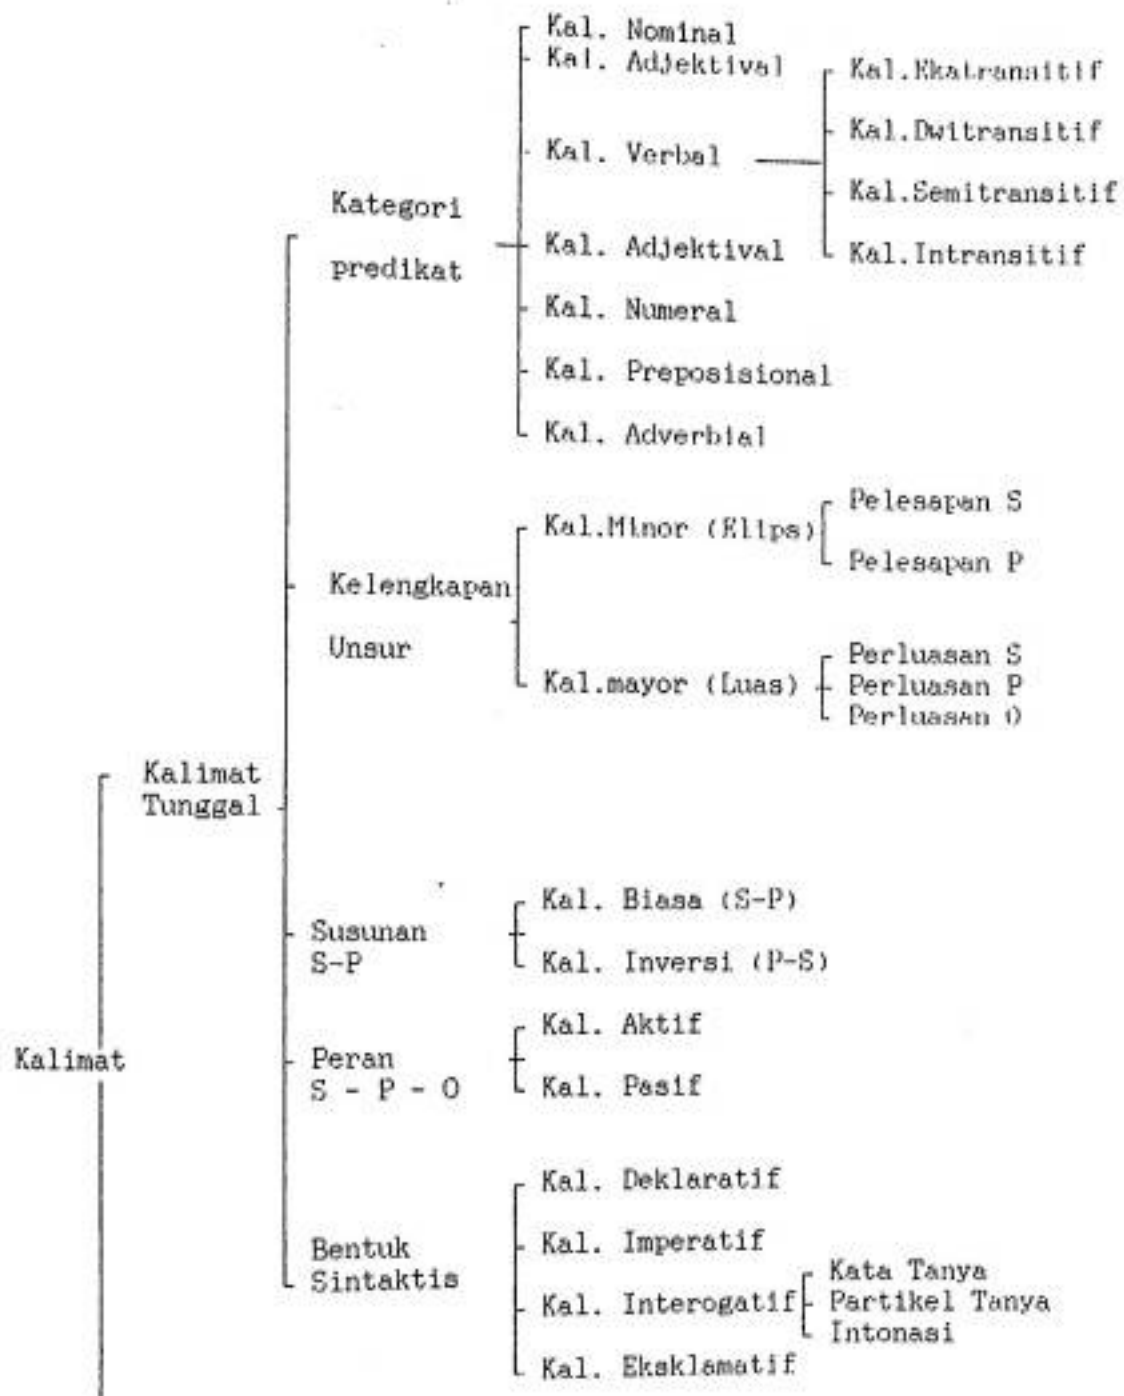 Kal. Nominal
Kal. Adjektival
Kal.Ekatransitif
Kal.Dwitransitif
Kal. Verbal
Kal.Semitransitif
Kategori
Kal. Adjektival
Kal.Intransitif
predikat
Kal. Numeral
Kal. Preposisional
Kal. Adverbial
Pelesapan S
Kal.Minor (Elips)
Pelesapan P
Kelengkapan
Unsur
Perluasan S
Kal.mayor (Luas)
Perluasan P
Perluasan O
Kalimat
Tunggal
Kal. Biasa (S-P)
Susunan
S-P
Kal. Inversi (P-S)
Kal. Aktif
Kalimat
Peran
S - P - O
Kal. Pasif
Kal. Deklaratif
Kal. Imperatif
Bentuk
Sintaktis
Kata Tanya
Kal. Interogatif
Partikel Tanya
Intonasi
Kal. Eksklamatif